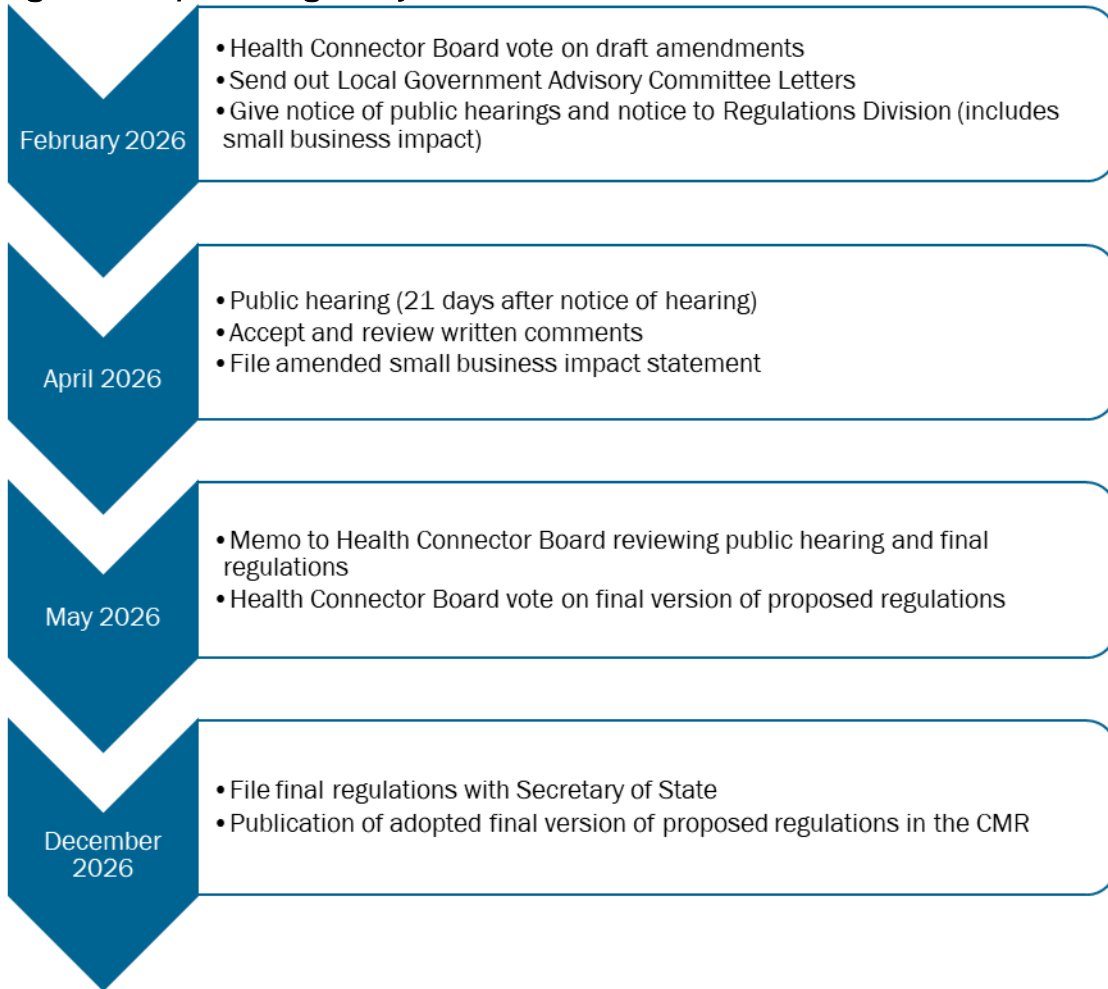 February 2026
•Health Connector Board vote on draft amendments
•Send out Local Government Advisory Committee Letters
•Give notice of public hearings and notice to Regulations Division (includes
small business impact)
April 2026
•Public hearing (21 days after notice of hearing)
•Accept and review written comments
•File amended small business impact statement
May 2026
•Memo to Health Connector Board reviewing public hearing and final
regulations
•Health Connector Board vote on final version of proposed regulations
December
2026
•File final regulations with Secretary of State
•Publication of adopted final version of proposed regulations in the CMR